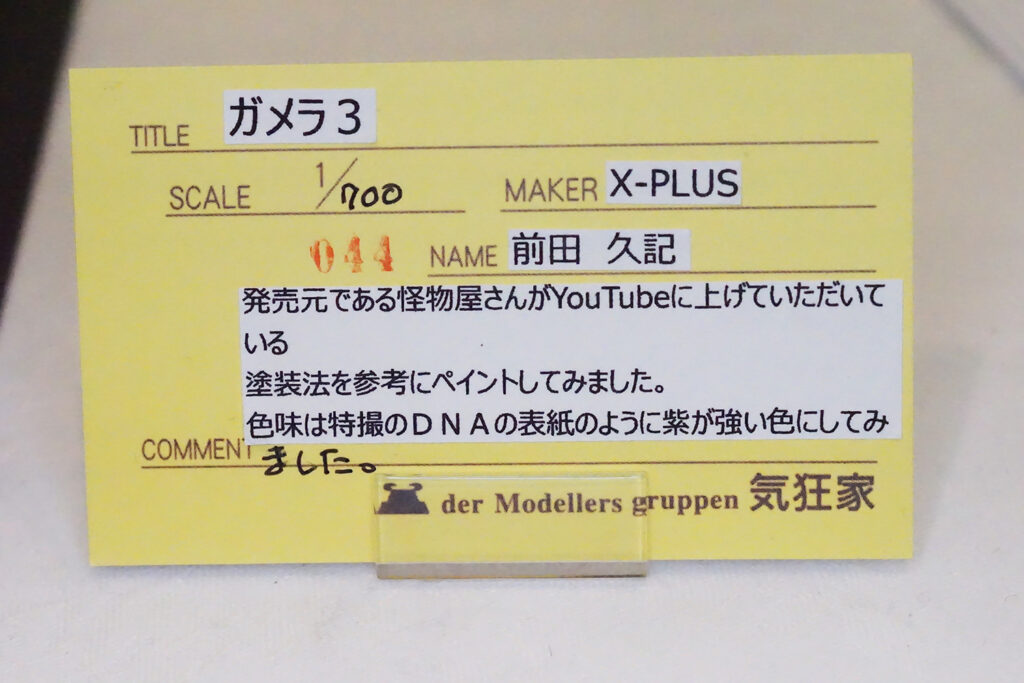 TITLE ガメラ3
SCALE 1/700 MAKER X-PLUS
044 NAME 前田 久記
発売元である怪物屋さんがYouTubeに上げていただいて
いる
塗装法を参考にペイントしてみました。
色味は特撮のDNAの表紙のように紫が強い色にしてみ
COMMENT ました。
der Modellers gruppen 気狂家